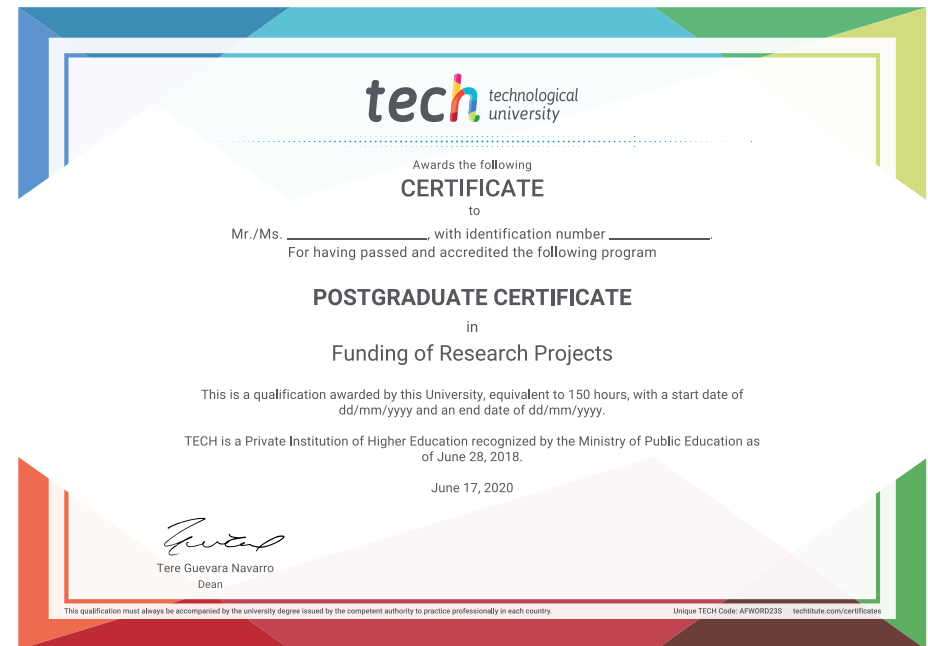 tech technological
university
Awards the following
CERTIFICATE
to
Mr./Ms. ____________________, with identification number ______________.
For having passed and accredited the following program
POSTGRADUATE CERTIFICATE
in
Funding of Research Projects
This is a qualification awarded by this University, equivalent to 150 hours, with a start date of
dd/mm/yyyy and an end date of dd/mm/yyyy.
TECH is a Private Institution of Higher Education recognized by the Ministry of Public Education as
of June 28, 2018.
June 17, 2020
Tere Guevara Navarro
Dean
This qualification must always be accompanied by the university degree issued by the competent authority to practice professionally in each country.
Unique TECH Code: AFWORD23S techtitute.com/certificates